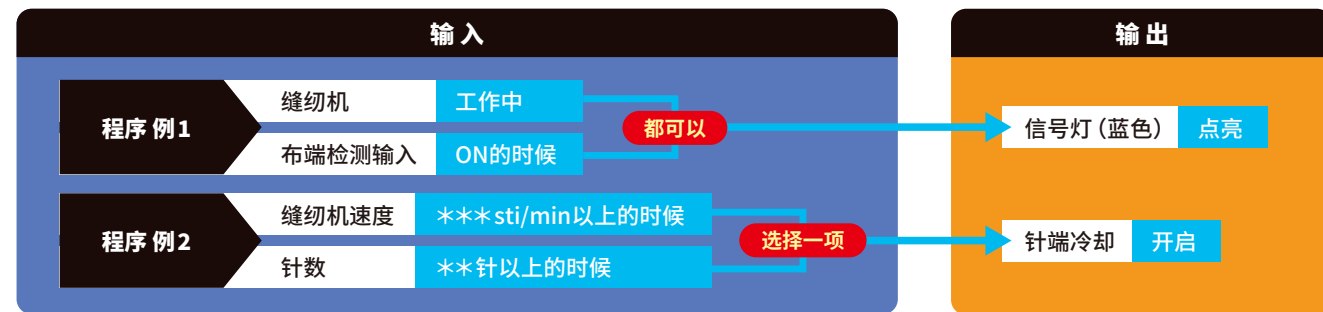 输入
输出
程序 例1
缝纫机 工作中
布端检测输入 ON的时候
都可以
信号灯（蓝色） 点亮
程序 例2
缝纫机速度 ＊＊＊sti/min以上的时候
针数 ＊＊针以上的时候
选择一项
针端冷却 开启